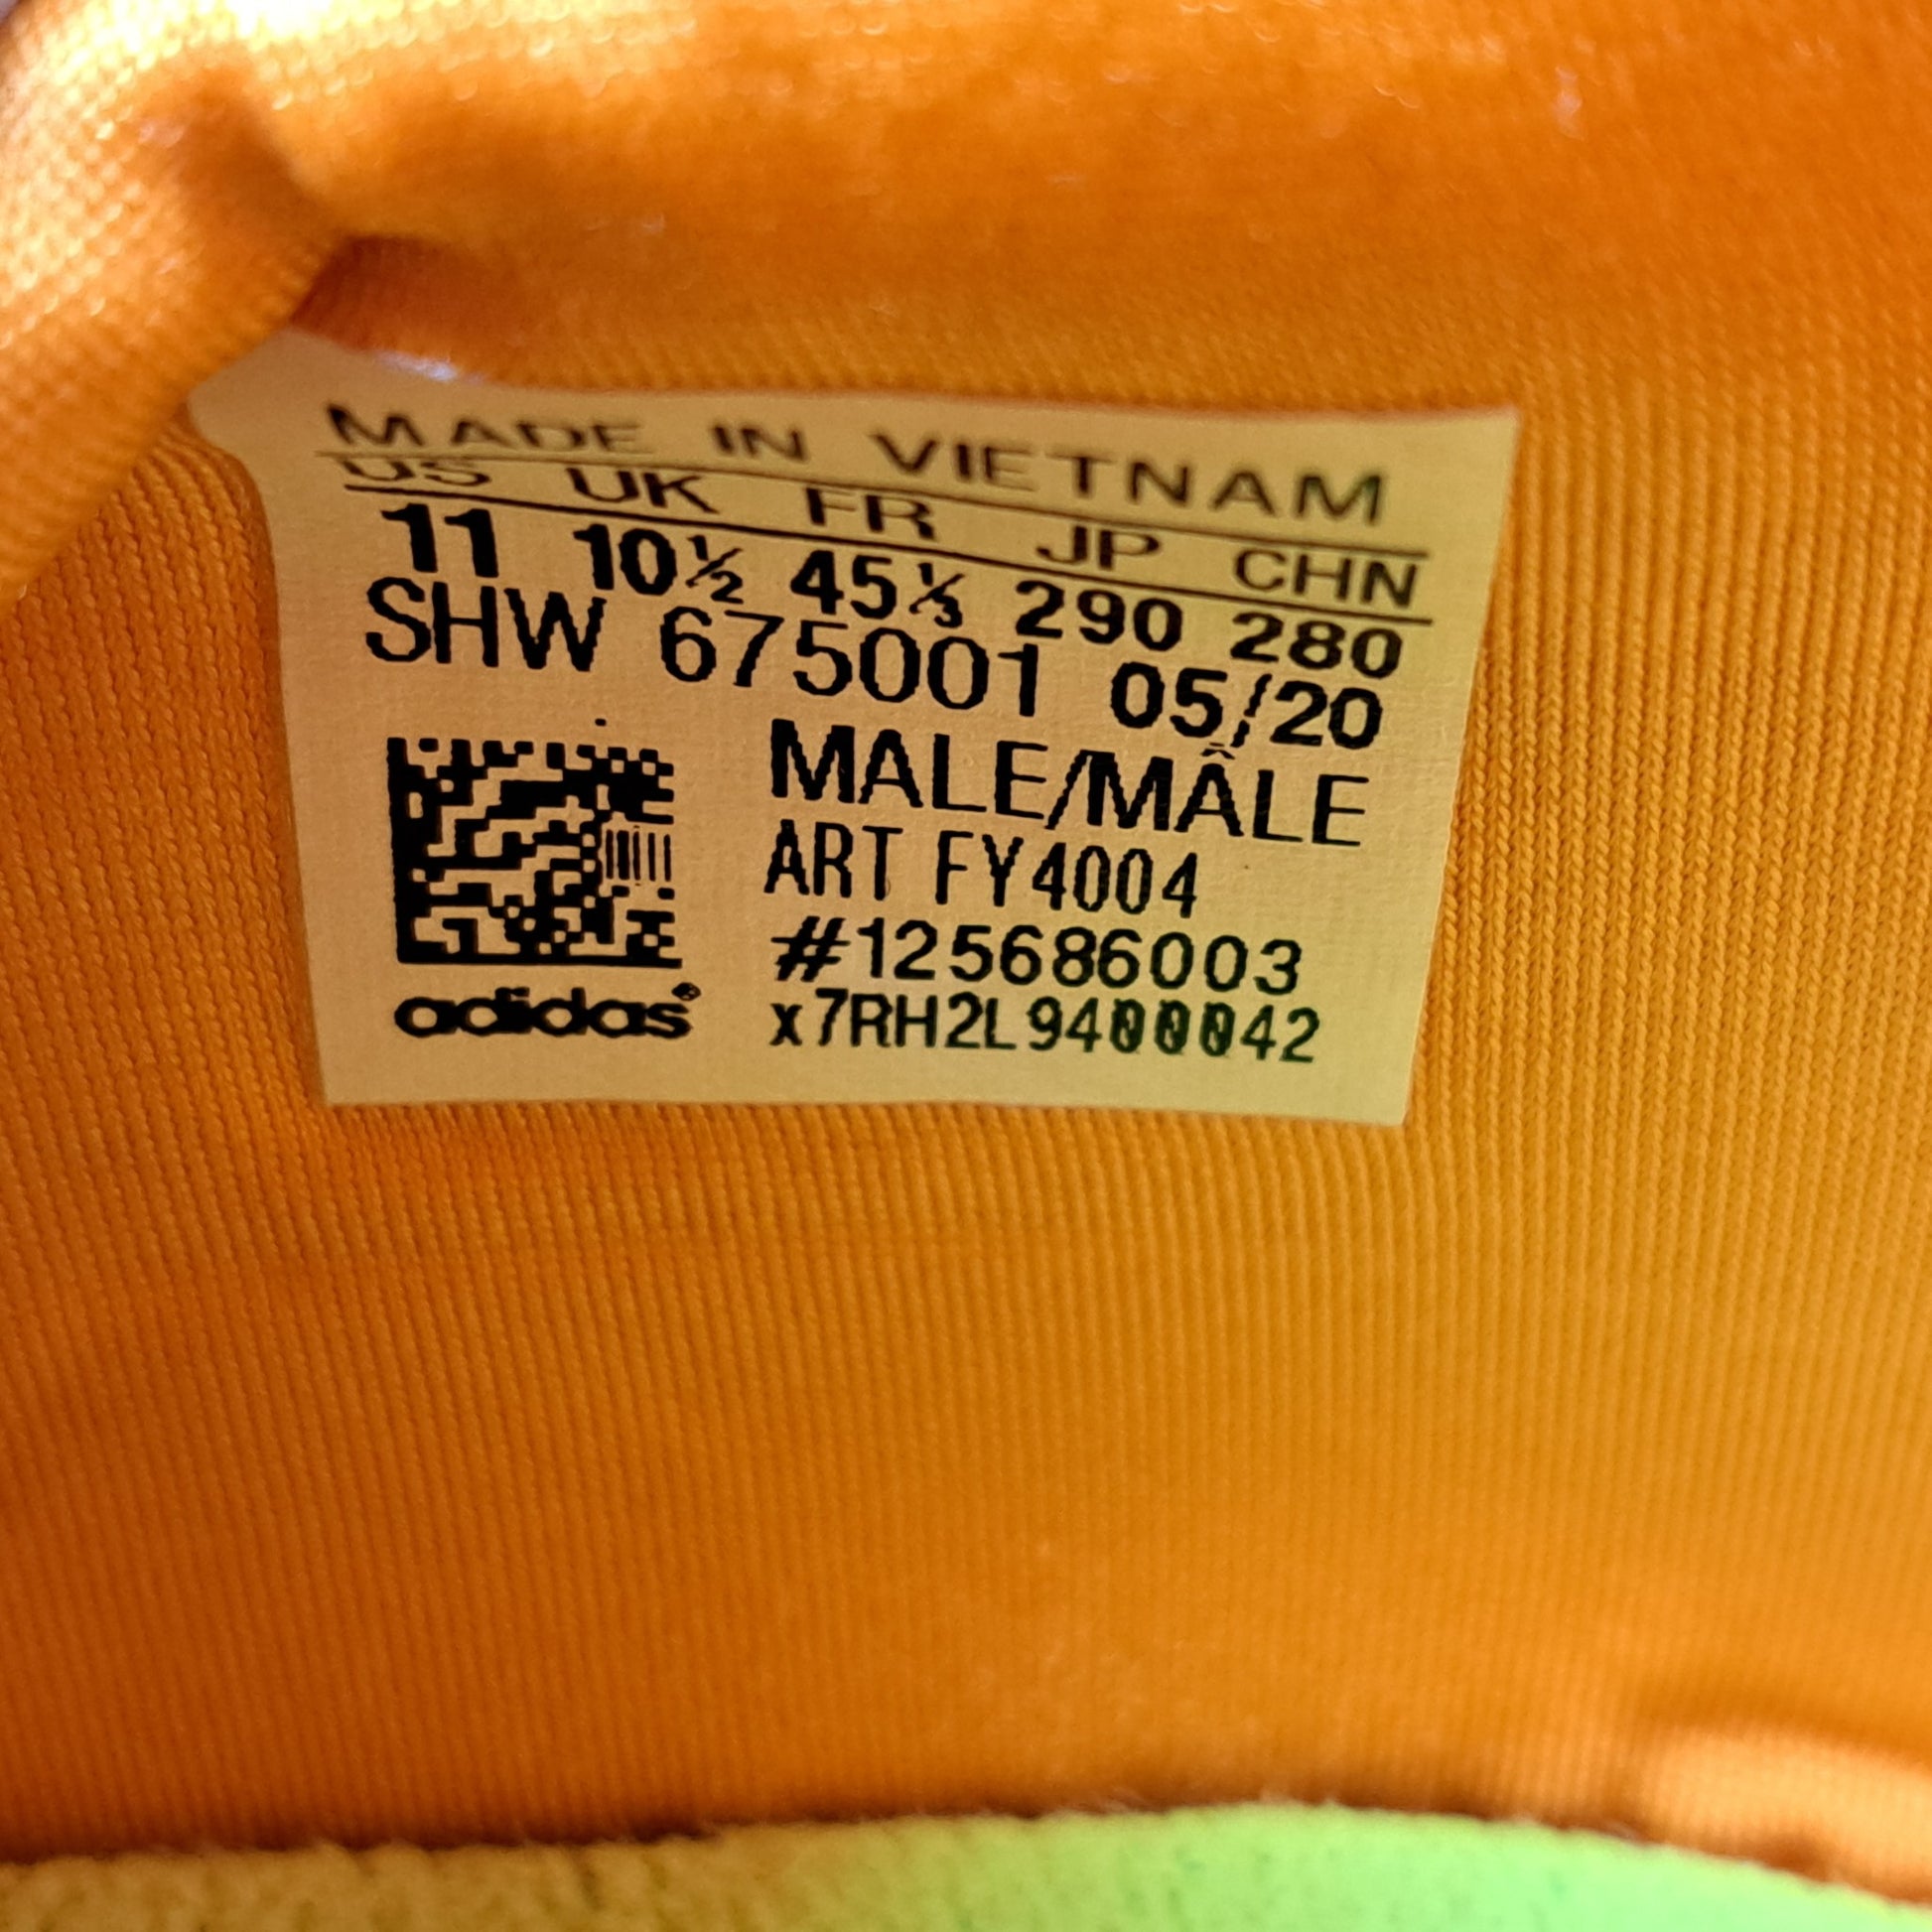 MADE IN VIETNAM
US UK FR JP CHN
11 10½ 45⅓ 290 280
SHW 675001 05/20
MALE/MÂLE
ART FY4004
#125686003
x7RH2L9400042
adidas®